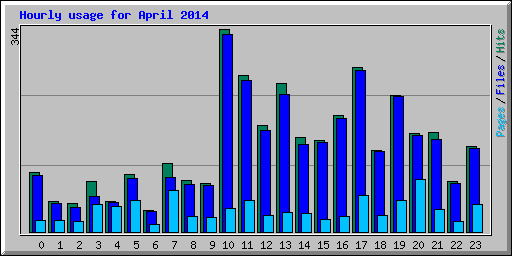 Hourly usage for April 2014
344
Pages / Files / Hits
0 1 2 3 4 5 6 7 8 9 10 11 12 13 14 15 16 17 18 19 20 21 22 23